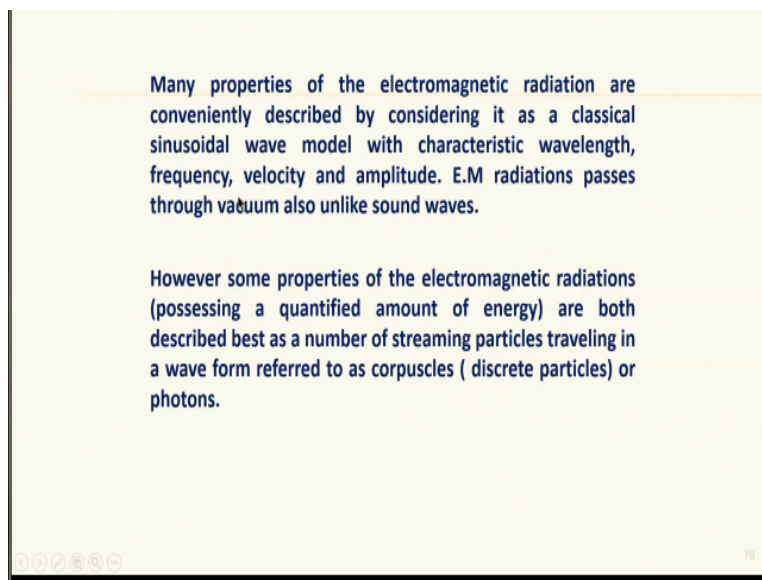 Many properties of the electromagnetic radiation are
conveniently described by considering it as a classical
sinusoidal wave model with characteristic wavelength,
frequency, velocity and amplitude. E.M radiations passes
through vacuum also unlike sound waves.
However some properties of the electromagnetic radiations
(possessing a quantified amount of energy) are both
described best as a number of streaming particles traveling in
a wave form referred to as corpuscles ( discrete particles) or
photons.
79